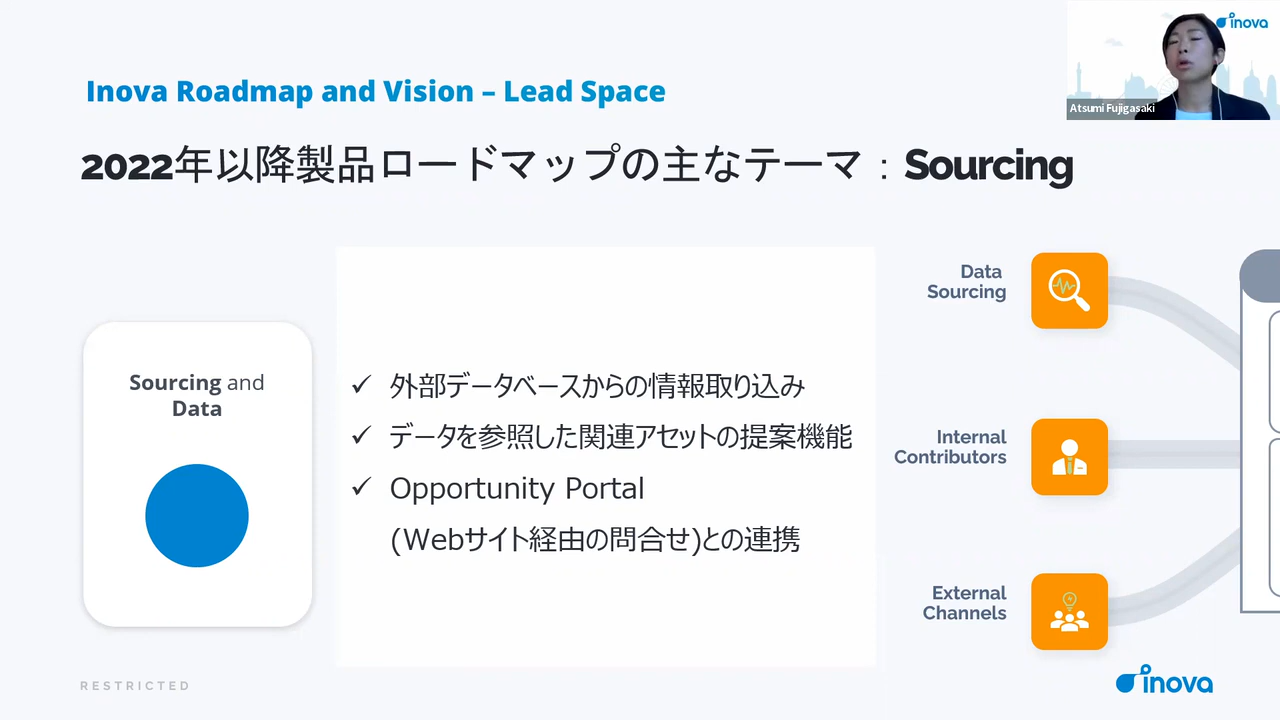 inova
Atsumi Fujigasaki
Inova Roadmap and Vision – Lead Space
2022年以降製品ロードマップの主なテーマ：Sourcing
Sourcing and
Data
✓ 外部データベースからの情報取り込み
✓ データを参照した関連アセットの提案機能
✓ Opportunity Portal
(Webサイト経由の問合せ)との連携
Data
Sourcing
Internal
Contributors
External
Channels
RESTRICTED
inova